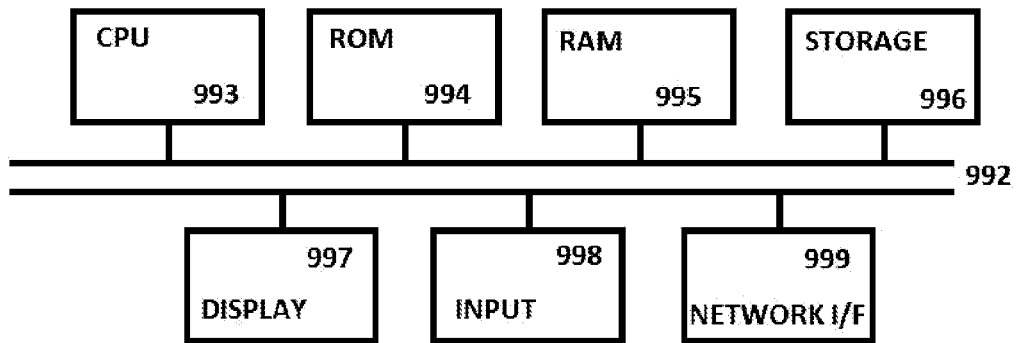 CPU
993
ROM
994
RAM
995
STORAGE
996
992
997
DISPLAY
998
INPUT
999
NETWORK I/F